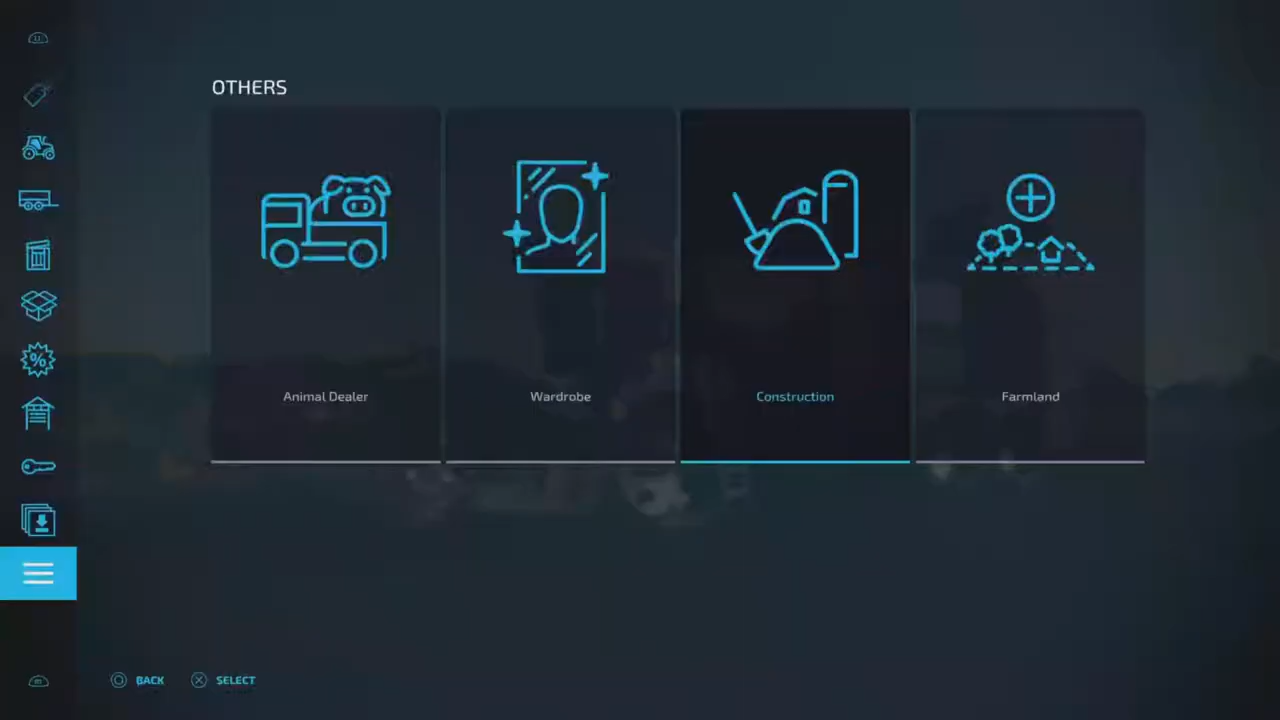 OTHERS
Animal Dealer
Wardrobe
Construction
Farmland
BACK
SELECT